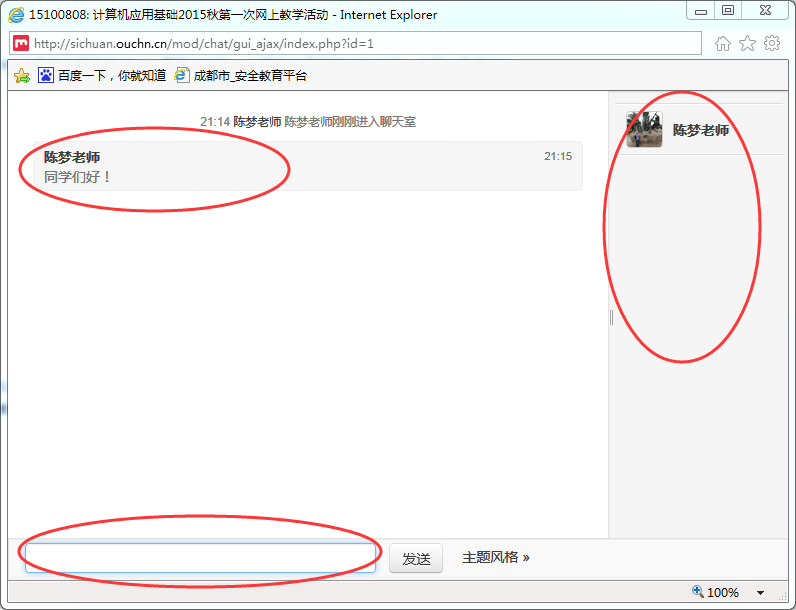 15100808: 计算机应用基础2015秋第一次网上教学活动 - Internet Explorer
http://sichuan.ouchn.cn/mod/chat/gui_ajax/index.php?id=1
百度一下，你就知道 成都市_安全教育平台
21:14 陈梦老师 陈梦老师刚刚进入聊天室
陈梦老师 21:15
同学们好！
陈梦老师
发送 主题风格 »
100%